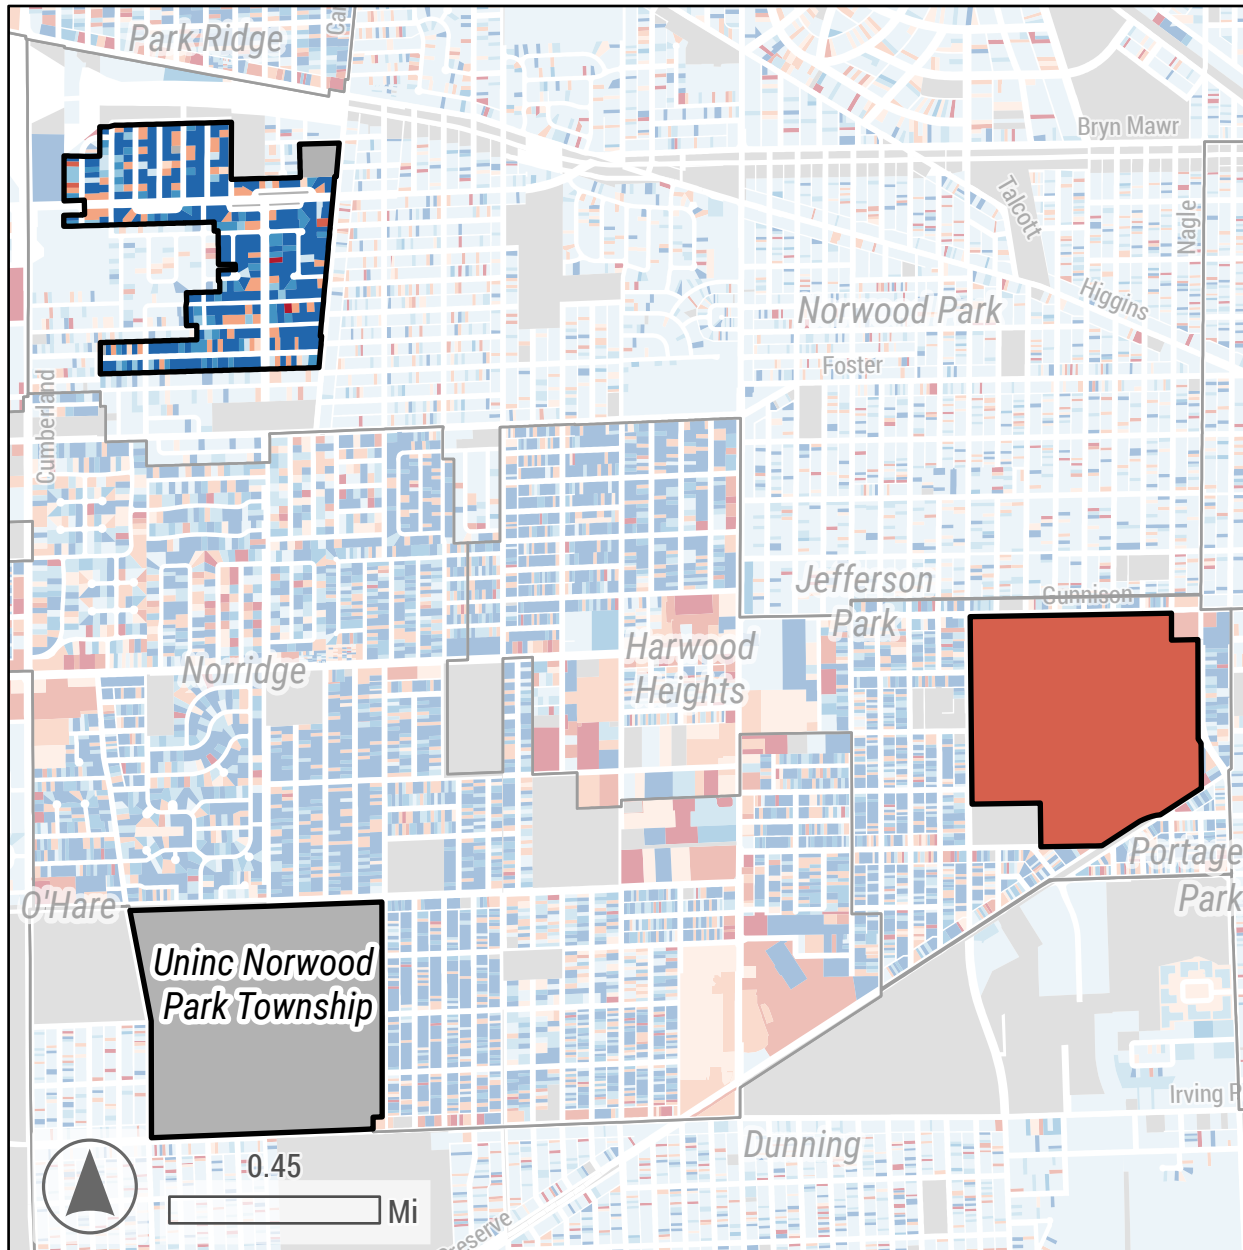 Park Ridge
Bryn Mawr
Talcott
Nagle
Higgins
Norwood Park
Foster
Cumberland
Jefferson
Park
Gunnison
Harwood
Heights
Norridge
Portage
Park
O'Hare
Uninc Norwood
Park Township
Irving
Dunning
0.45
Mi